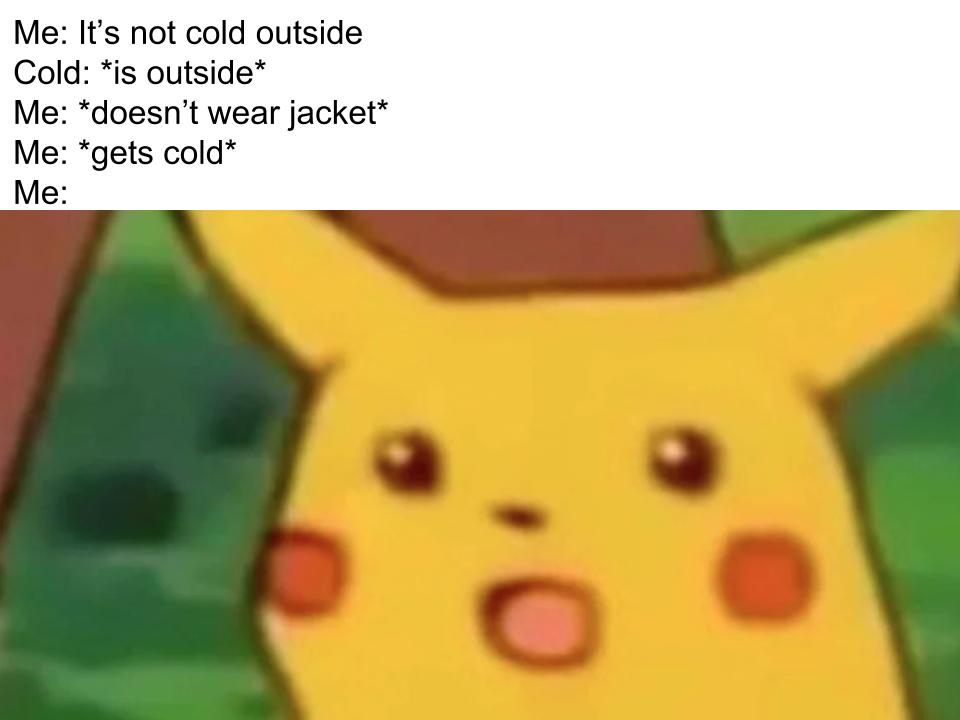 Me: It’s not cold outside
Cold: *is outside*
Me: *doesn’t wear jacket*
Me: *gets cold*
Me: